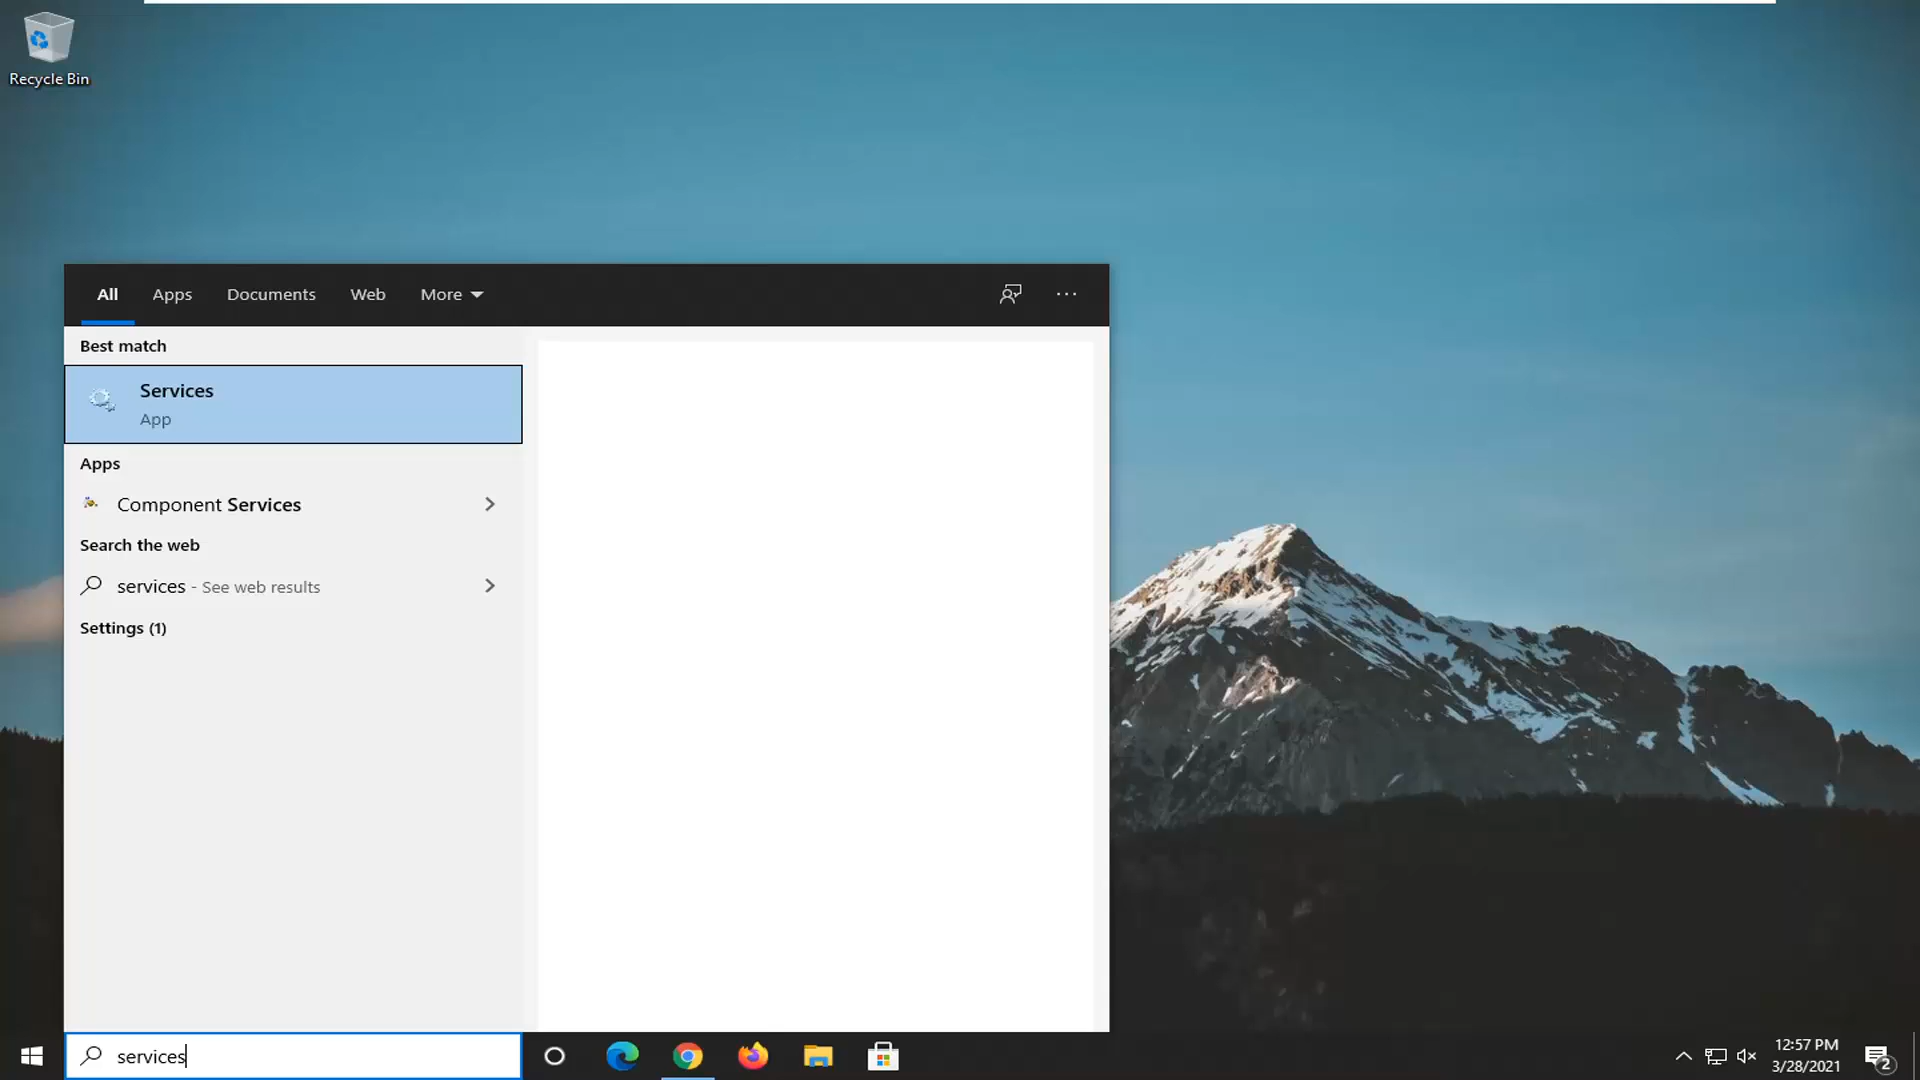 Recycle Bin
All Apps Documents Web More
Best match
Services
App
Apps
Component Services
Search the web
services - See web results
Settings (1)
services
12:57 PM
3/28/2021
2